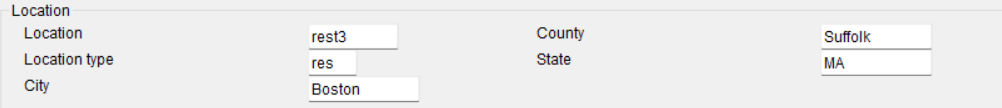 Location
Location rest3 County Suffolk
Location type res State MA
City Boston